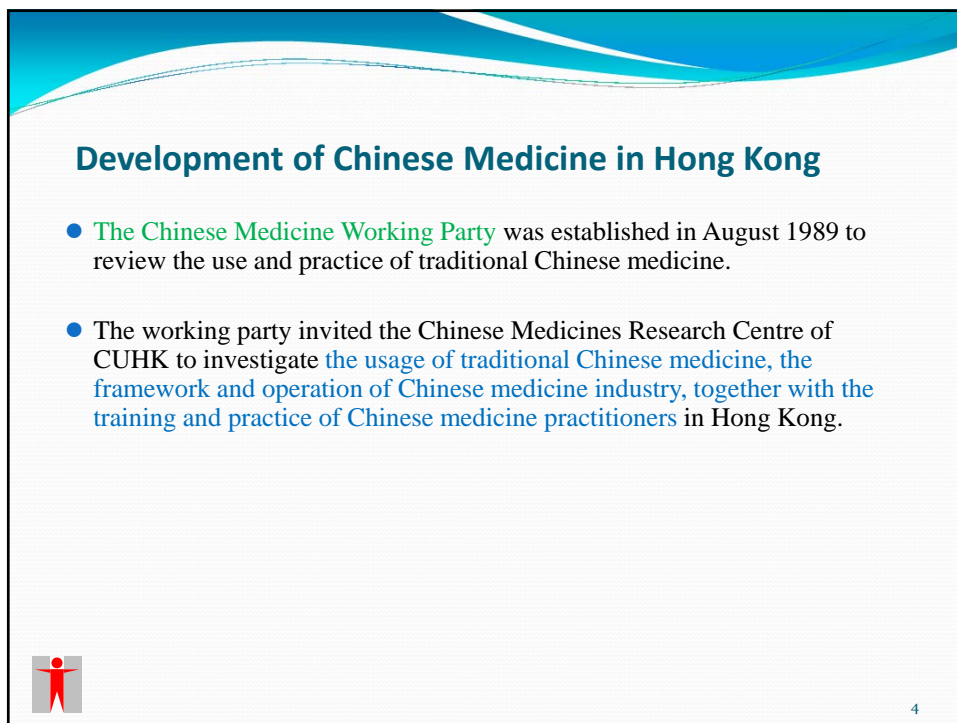 Development of Chinese Medicine in Hong Kong
The Chinese Medicine Working Party was established in August 1989 to
review the use and practice of traditional Chinese medicine.
The working party invited the Chinese Medicines Research Centre of
CUHK to investigate the usage of traditional Chinese medicine, the
framework and operation of Chinese medicine industry, together with the
training and practice of Chinese medicine practitioners in Hong Kong.
4